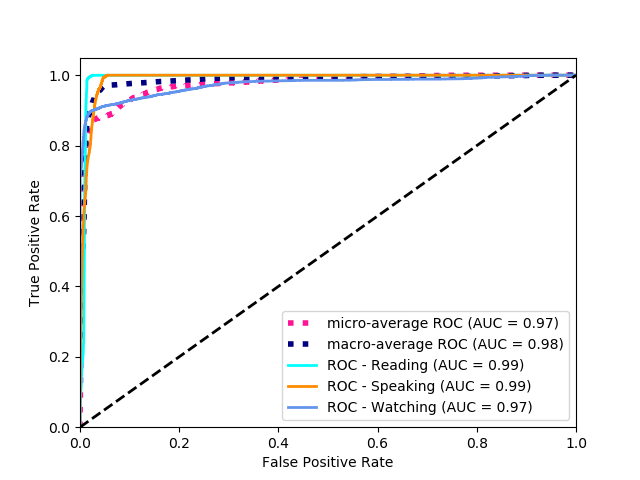 1.0
0.8
0.6
0.4
0.2
0.0
True Positive Rate
micro-average ROC (AUC = 0.97)
macro-average ROC (AUC = 0.98)
ROC - Reading (AUC = 0.99)
ROC - Speaking (AUC = 0.99)
ROC - Watching (AUC = 0.97)
0.0 0.2 0.4 0.6 0.8 1.0
False Positive Rate